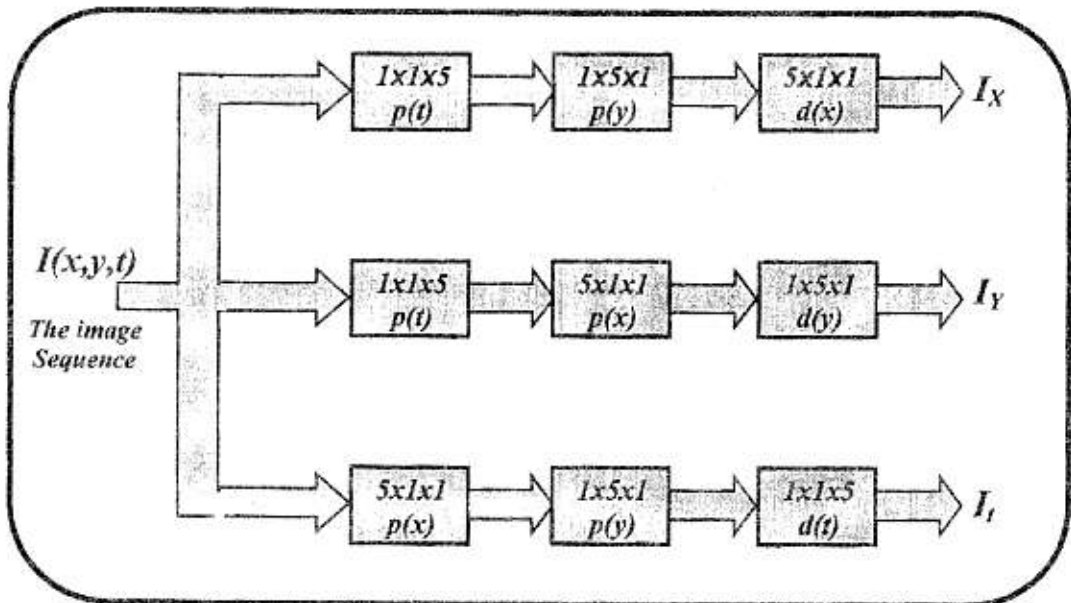 1x1x5
p(t)
1x5x1
p(y)
5x1x1
d(x)
I_X
I(x,y,t)
The image
Sequence
1x1x5
p(t)
5x1x1
p(x)
1x5x1
d(y)
I_Y
5x1x1
p(x)
1x5x1
p(y)
1x1x5
d(t)
I_t